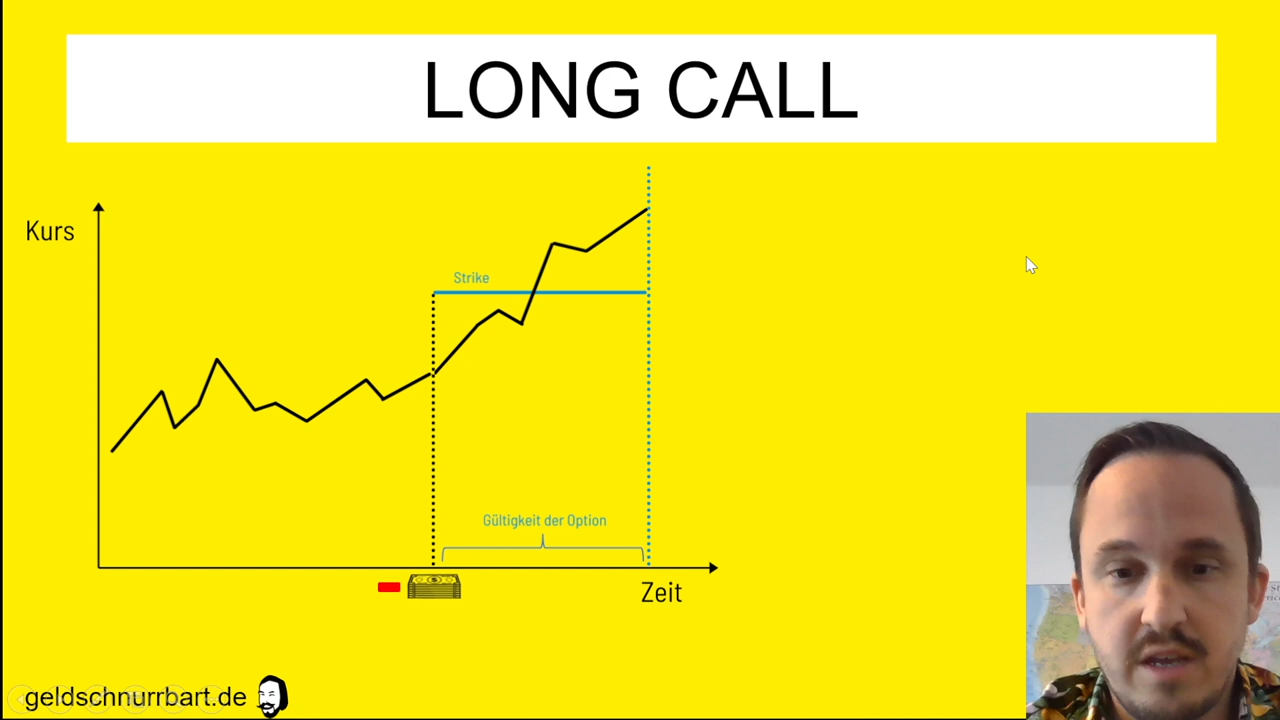 LONG CALL
Kurs
Strike
Gültigkeit der Option
Zeit
geldschnurrbart.de